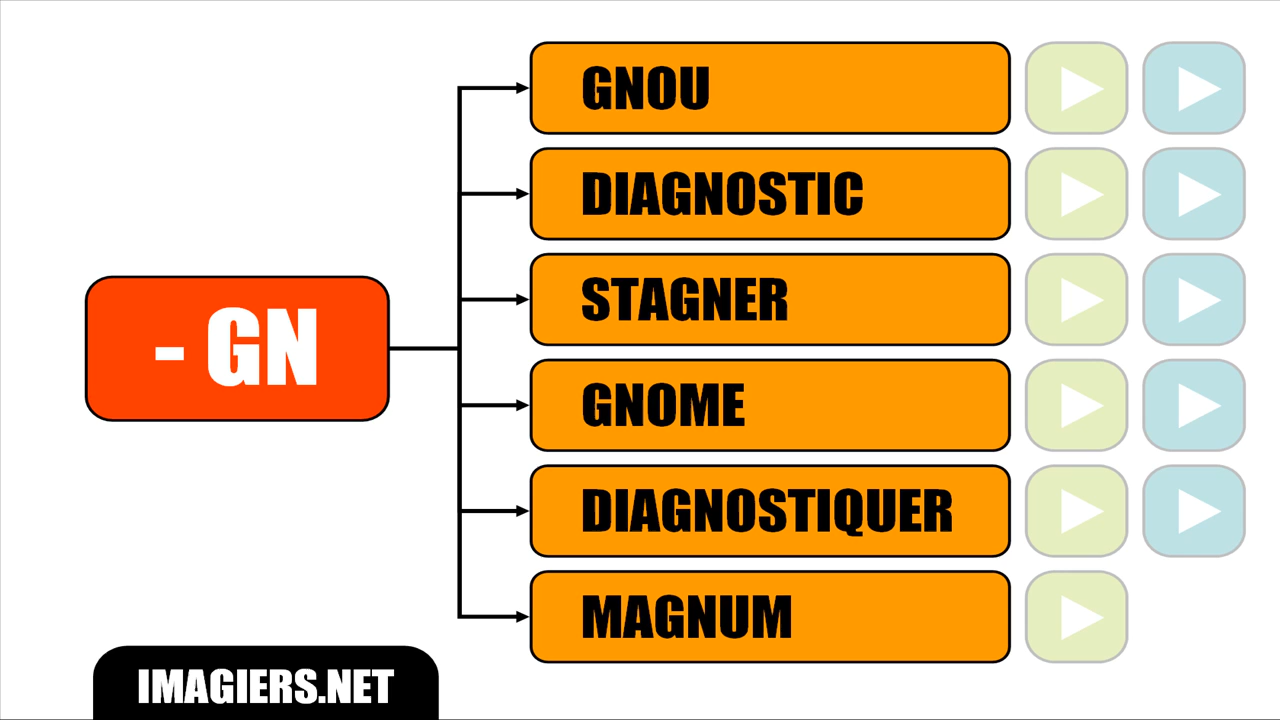 - GN
GNOU
DIAGNOSTIC
STAGNER
GNOME
DIAGNOSTIQUER
MAGNUM
IMAGIERS.NET